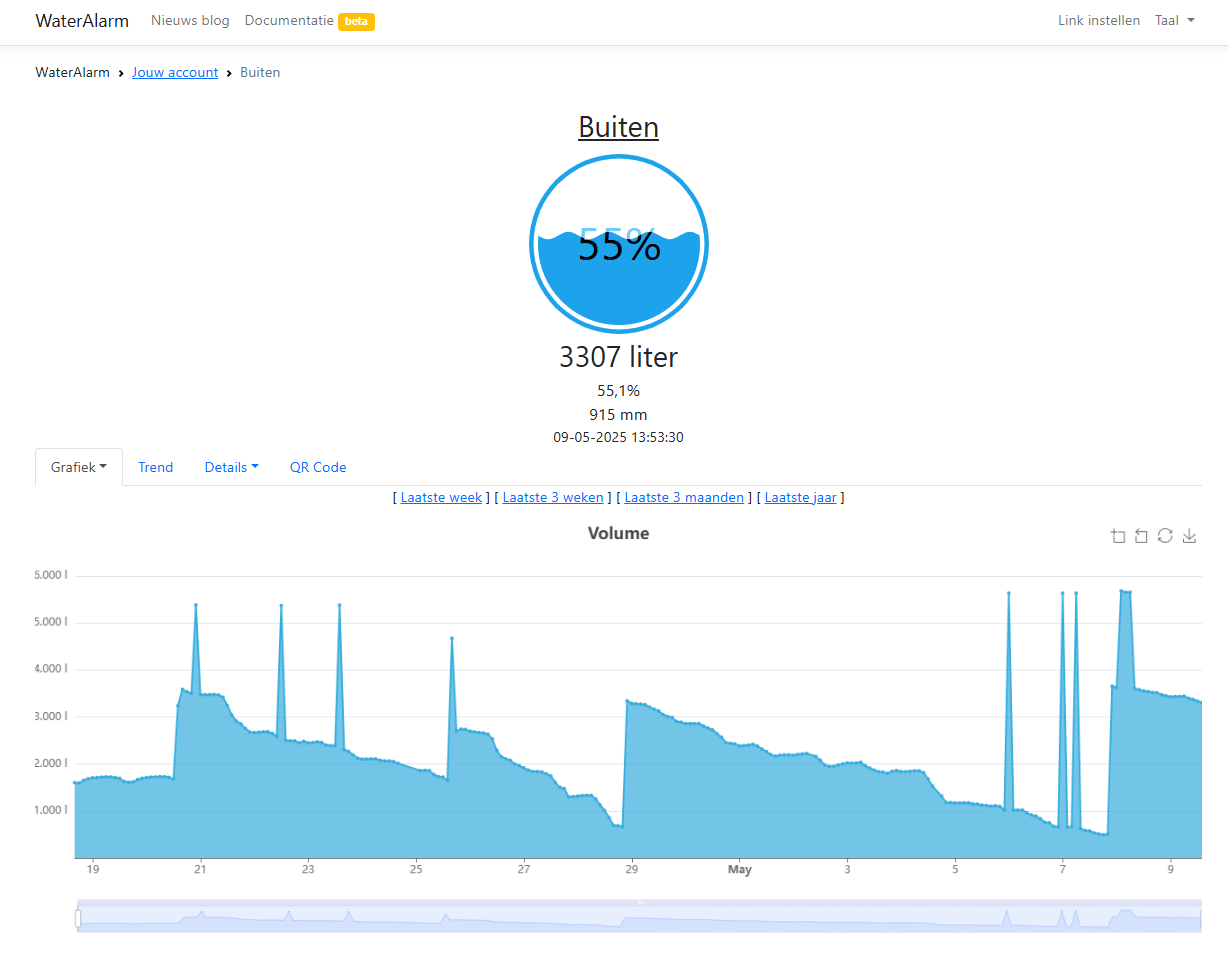 WaterAlarm Nieuws blog Documentatie beta Link instellen Taal
WaterAlarm › Jouw account › Buiten
Buiten
55%
3307 liter
55,1%
915 mm
09-05-2025 13:53:30
Grafiek Trend Details QR Code
[ Laatste week ] [ Laatste 3 weken ] [ Laatste 3 maanden ] [ Laatste jaar ]
Volume
6.000 l
5.000 l
4.000 l
3.000 l
2.000 l
1.000 l
19 21 23 25 27 29 May 3 5 7 9